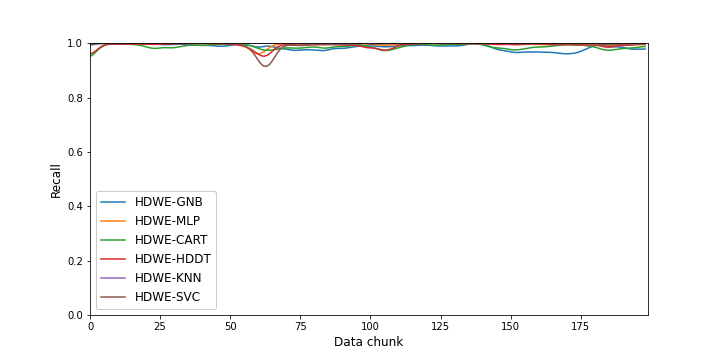 1.0
0.8
0.6
0.4
0.2
0.0
Recall
HDWE-GNB
HDWE-MLP
HDWE-CART
HDWE-HDDT
HDWE-KNN
HDWE-SVC
0 25 50 75 100 125 150 175
Data chunk